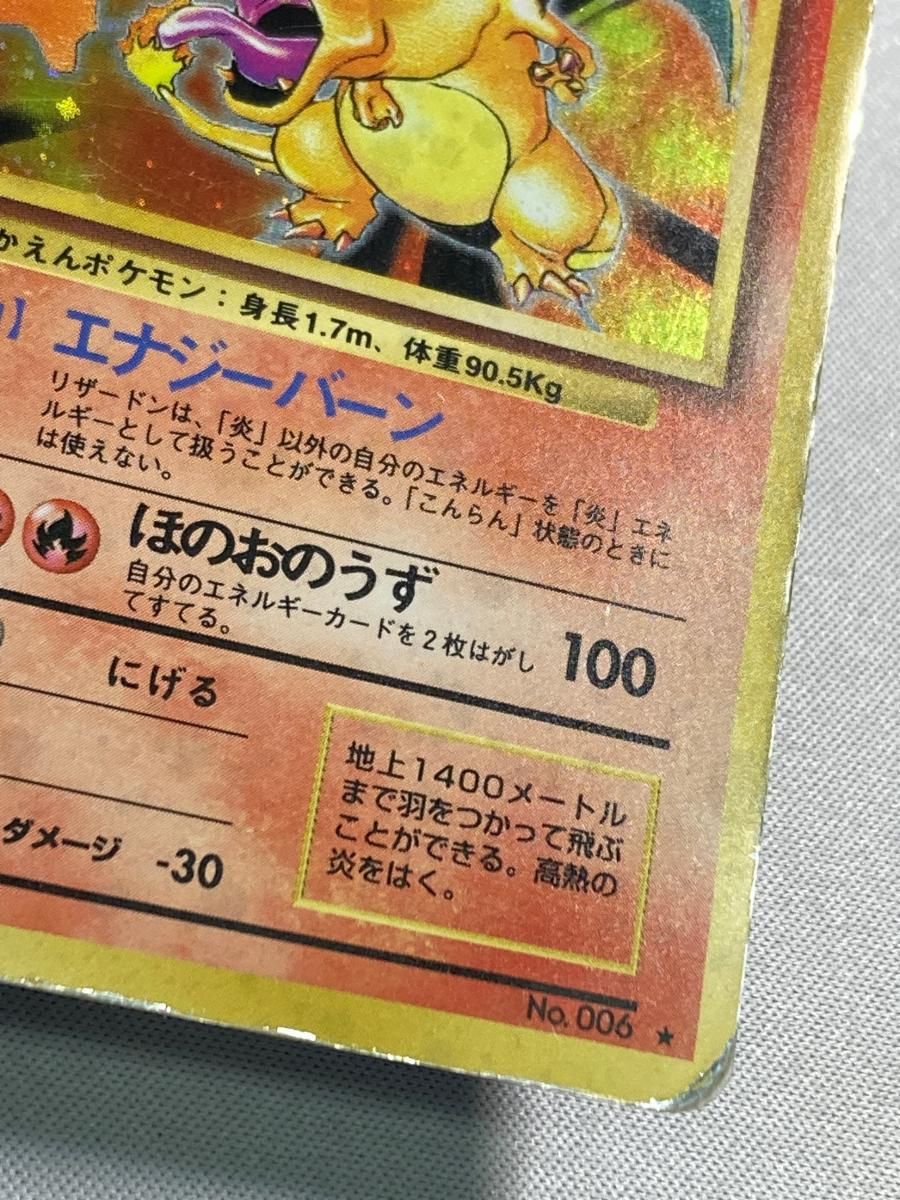 かえんポケモン：身長1.7m、体重90.5Kg
エナジーバーン
リザードンは、「炎」以外の自分のエネルギーを「炎」エネ
ルギーとして扱うことができる。「こんらん」状態のときに
は使えない。
ほのおのうず 100
自分のエネルギーカードを2枚はがし
てすてる。
にげる
ダメージ -30
地上1400メートル
まで羽をつかって飛ぶ
ことができる。高熱の
炎をはく。
No.006 ★